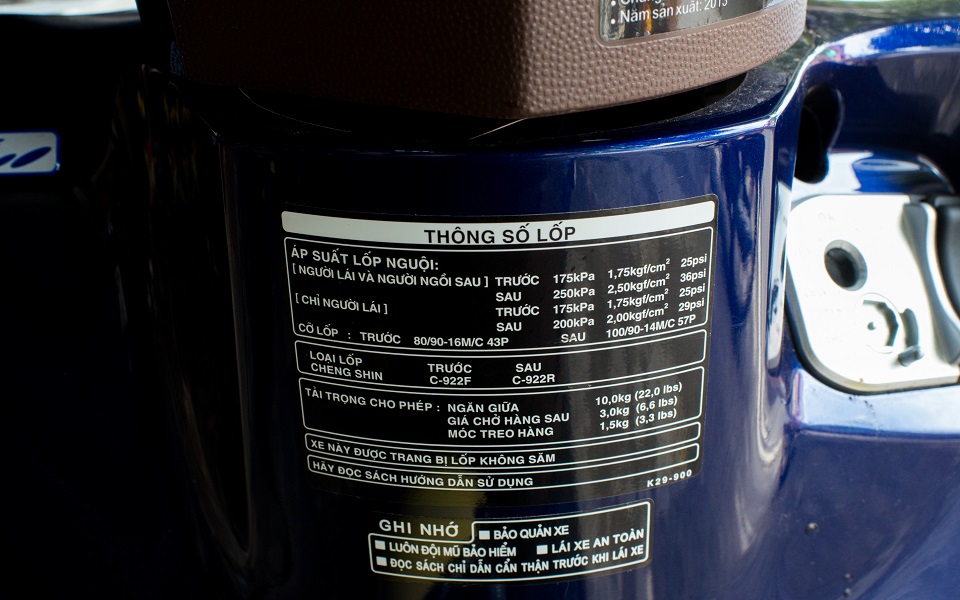 • Năm sản xuất: 2013
THÔNG SỐ LỐP
ÁP SUẤT LỐP NGUỘI:
[ NGƯỜI LÁI VÀ NGƯỜI NGỒI SAU ] TRƯỚC 175kPa 1,75kgf/cm² 25psi
SAU 250kPa 2,50kgf/cm² 36psi
[ CHỈ NGƯỜI LÁI ] TRƯỚC 175kPa 1,75kgf/cm² 25psi
SAU 200kPa 2,00kgf/cm² 29psi
CỠ LỐP : TRƯỚC 80/90-16M/C 43P SAU 100/90-14M/C 57P
LOẠI LỐP TRƯỚC SAU
CHENG SHIN C-922F C-922R
TẢI TRỌNG CHO PHÉP : NGĂN GIỮA 10,0kg (22,0 lbs)
GIÁ CHỞ HÀNG SAU 3,0kg (6,6 lbs)
MÓC TREO HÀNG 1,5kg (3,3 lbs)
XE NÀY ĐƯỢC TRANG BỊ LỐP KHÔNG SĂM
HÃY ĐỌC SÁCH HƯỚNG DẪN SỬ DỤNG
K29-900
GHI NHỚ ■ BẢO QUẢN XE
■ LUÔN ĐỘI MŨ BẢO HIỂM ■ LÁI XE AN TOÀN
■ ĐỌC SÁCH CHỈ DẪN CẨN THẬN TRƯỚC KHI LÁI XE